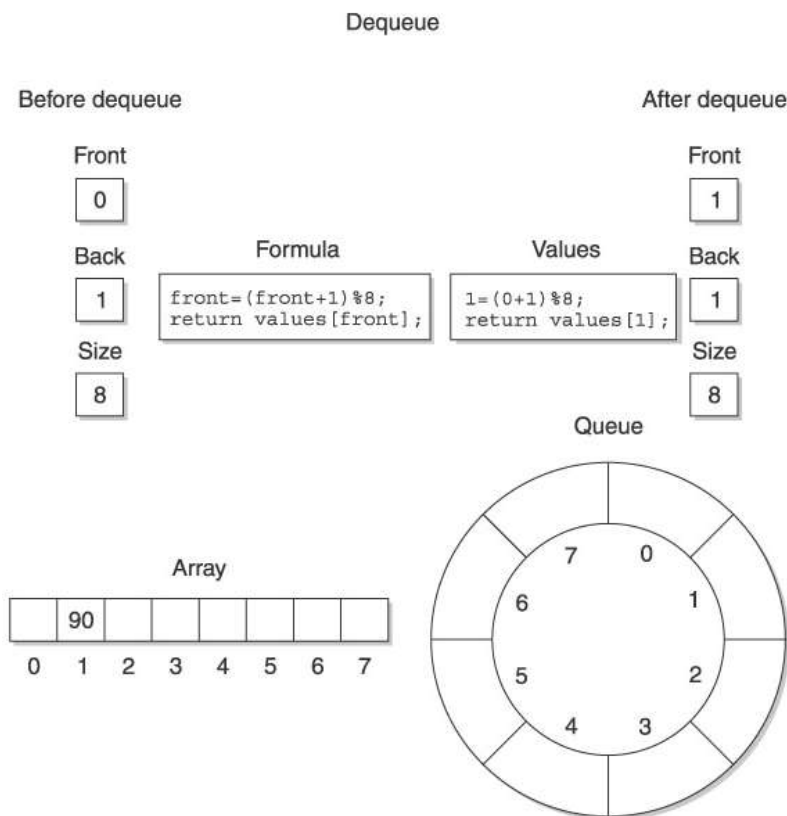 Dequeue
Before dequeue
After dequeue
Front
0
Front
1
Back
1
Formula
Values
Back
1
front=(front+1)%8;
return values[front];
1=(0+1)%8;
return values[1];
Size
8
Size
8
Queue
Array
90
0 1 2 3 4 5 6 7
7 0
6 1
5 2
4 3